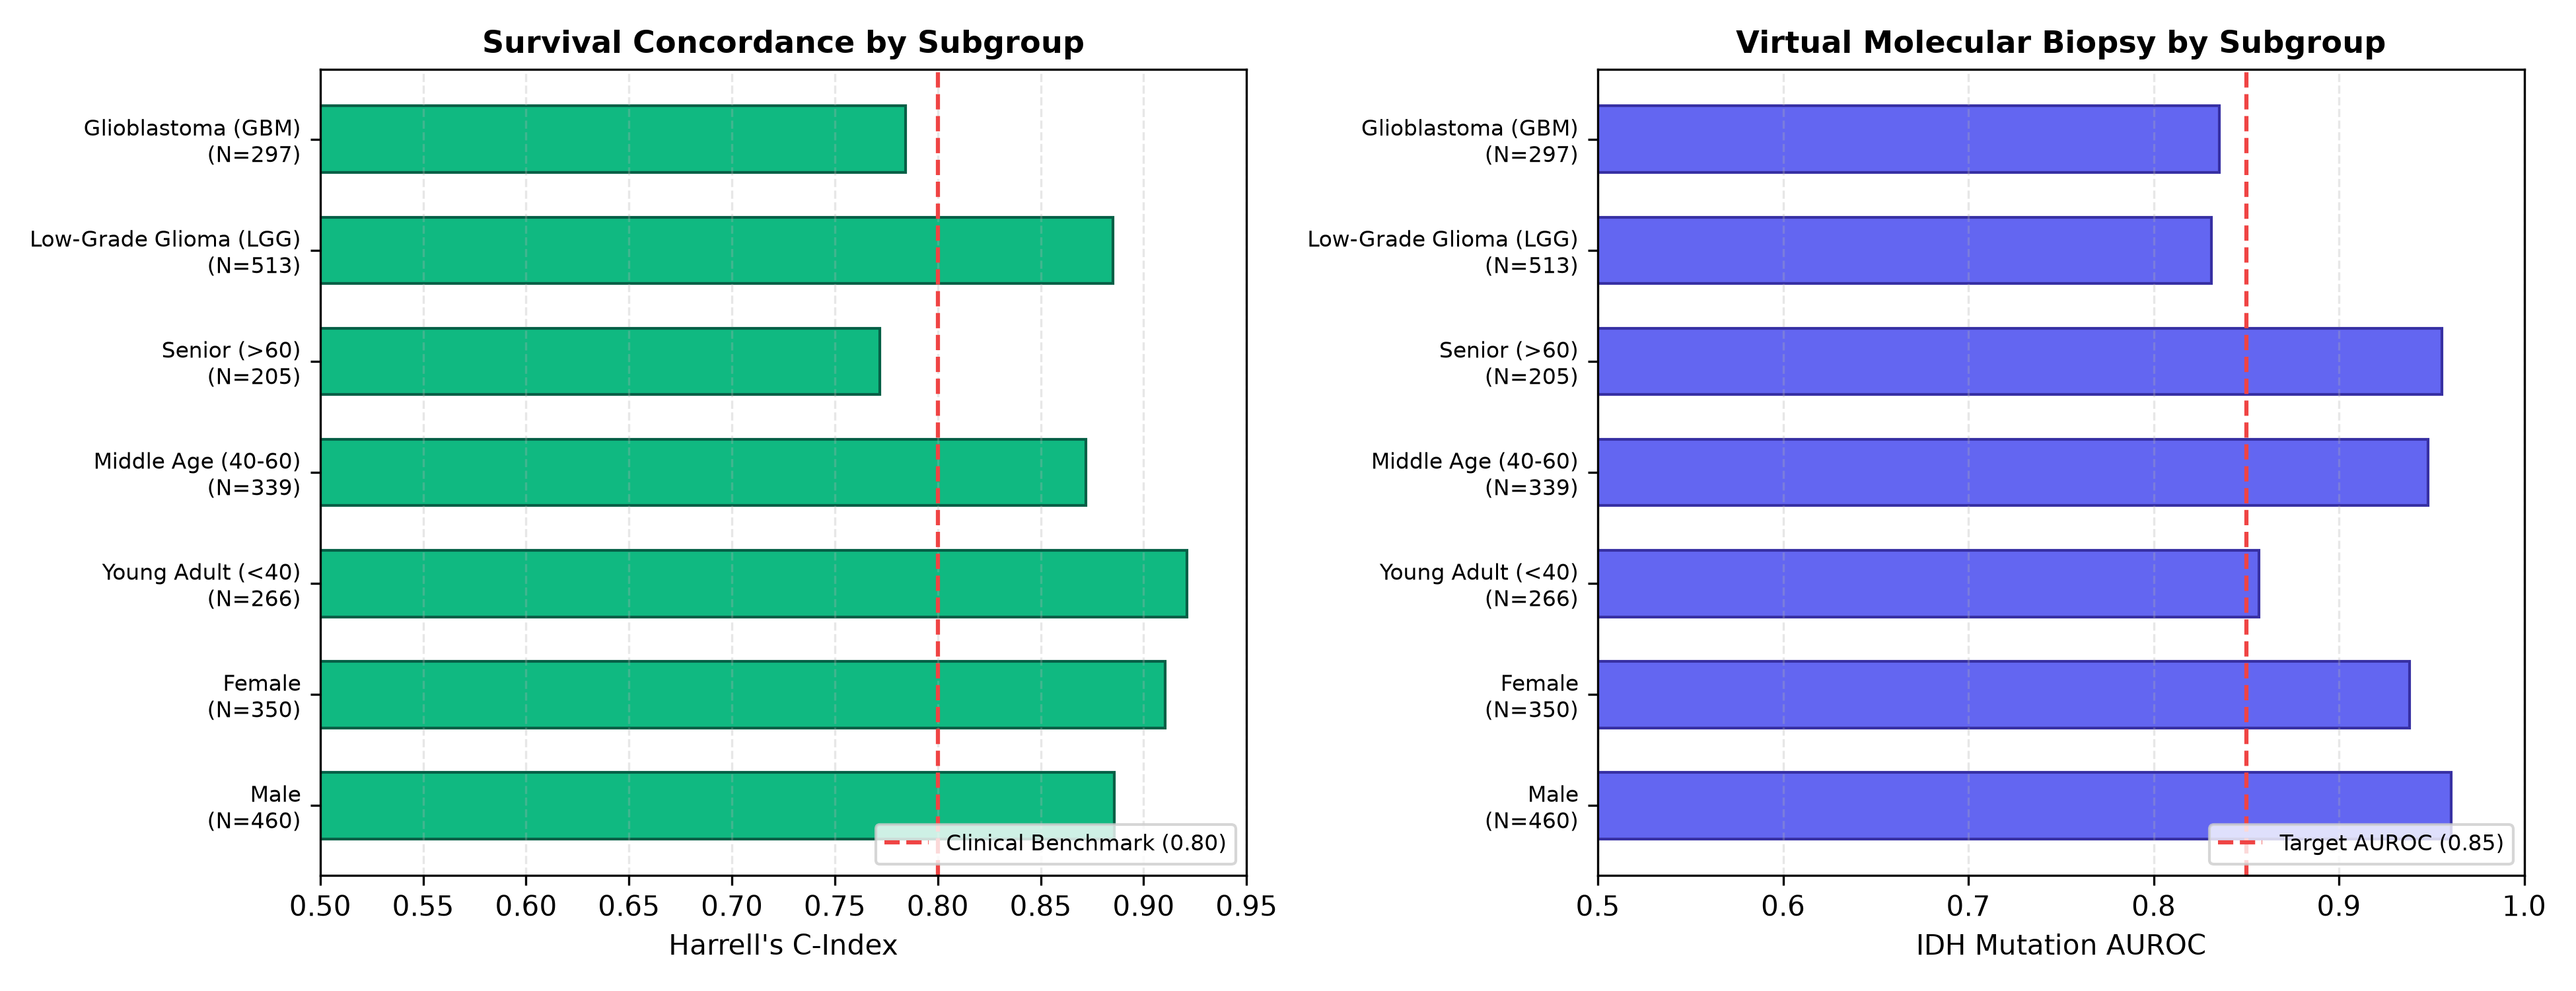 Survival Concordance by Subgroup
Glioblastoma (GBM)
(N=297)
Low-Grade Glioma (LGG)
(N=513)
Senior (>60)
(N=205)
Middle Age (40-60)
(N=339)
Young Adult (<40)
(N=266)
Female
(N=350)
Male
(N=460)
Clinical Benchmark (0.80)
0.50 0.55 0.60 0.65 0.70 0.75 0.80 0.85 0.90 0.95
Harrell's C-Index
Virtual Molecular Biopsy by Subgroup
Glioblastoma (GBM)
(N=297)
Low-Grade Glioma (LGG)
(N=513)
Senior (>60)
(N=205)
Middle Age (40-60)
(N=339)
Young Adult (<40)
(N=266)
Female
(N=350)
Male
(N=460)
Target AUROC (0.85)
0.5 0.6 0.7 0.8 0.9 1.0
IDH Mutation AUROC